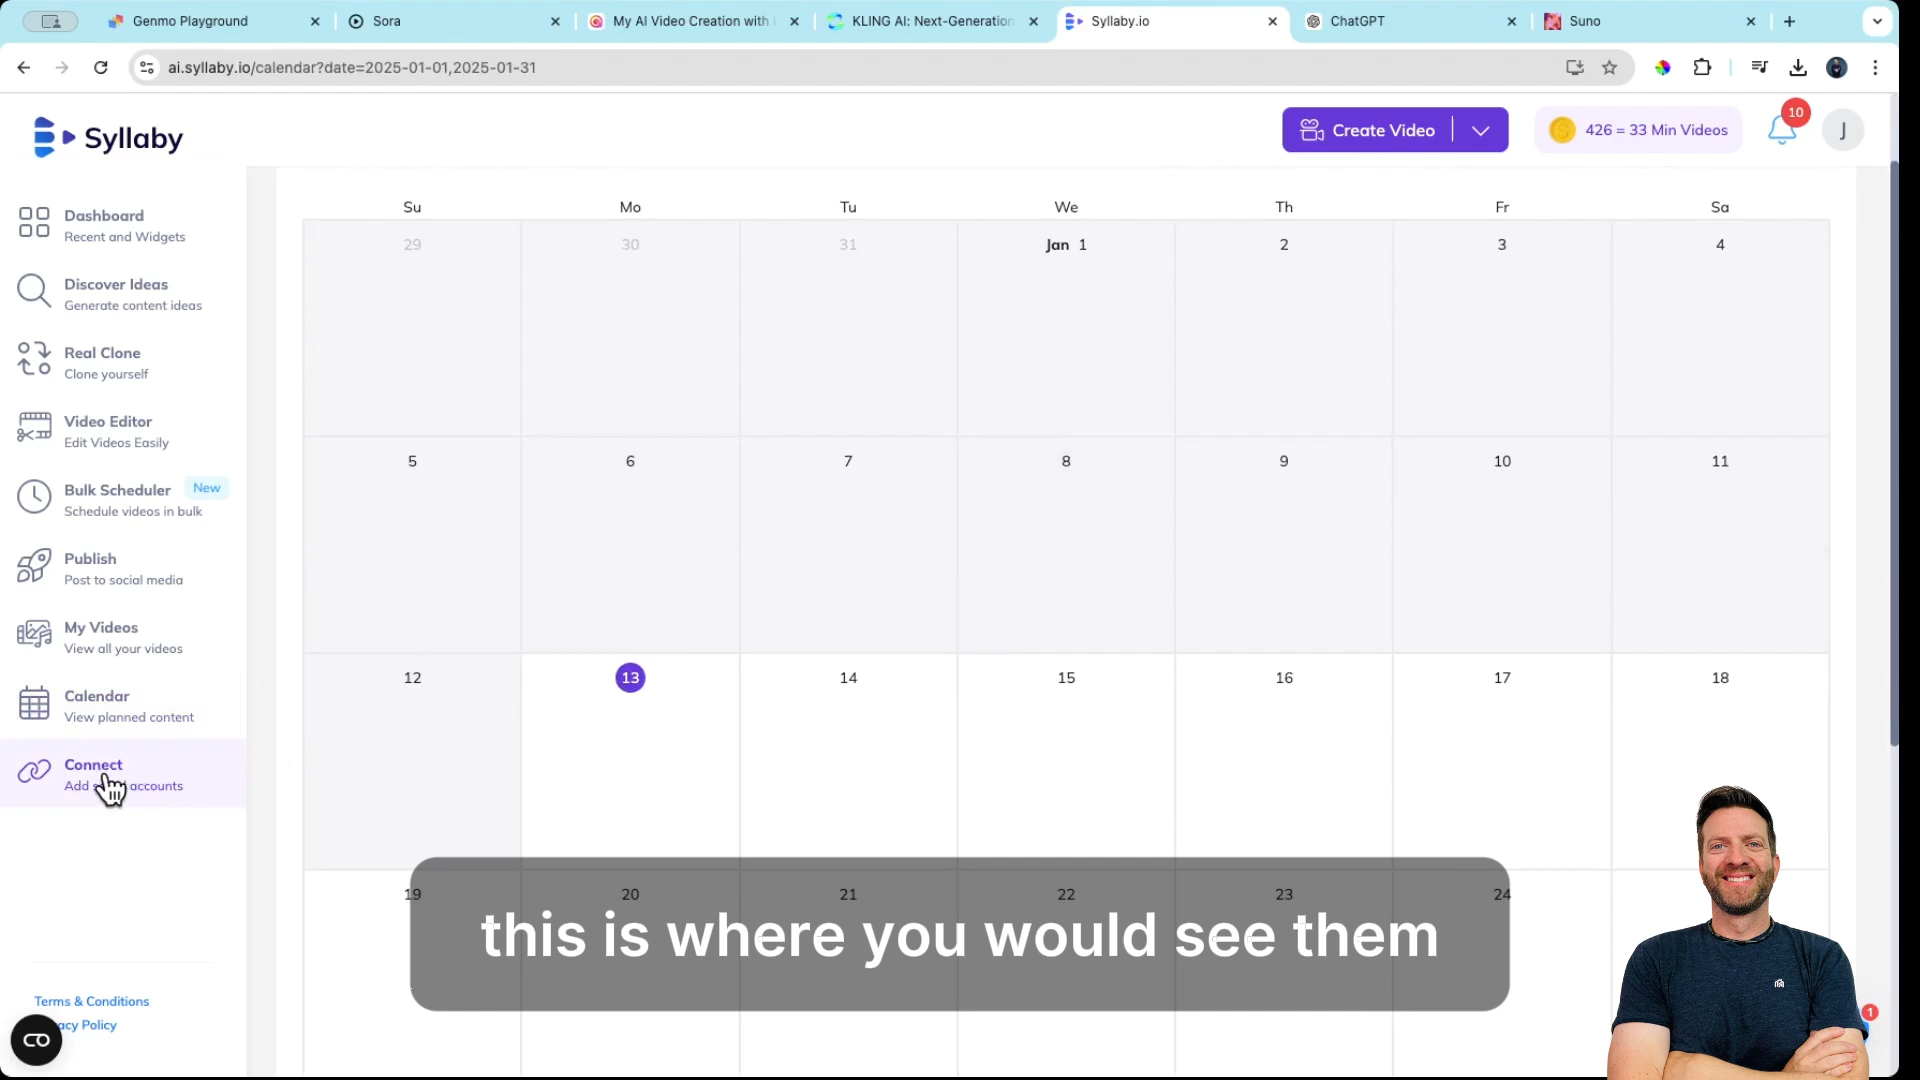 Genmo Playground
Sora
My AI Video Creation with
KLING AI: Next-Generation
Syllaby.io
ChatGPT
Suno
ai.syllaby.io/calendar?date=2025-01-01,2025-01-31
Syllaby
Create Video
426 = 33 Min Videos
10
J
Dashboard
Recent and Widgets
Discover Ideas
Generate content ideas
Real Clone
Clone yourself
Video Editor
Edit Videos Easily
Bulk Scheduler New
Schedule videos in bulk
Publish
Post to social media
My Videos
View all your videos
Calendar
View planned content
Connect
Add accounts
Terms & Conditions
acy Policy
Su Mo Tu We Th Fr Sa
29 30 31 Jan 1 2 3 4
5 6 7 8 9 10 11
12 13 14 15 16 17 18
19 20 21 22 23 24
this is where you would see them
1